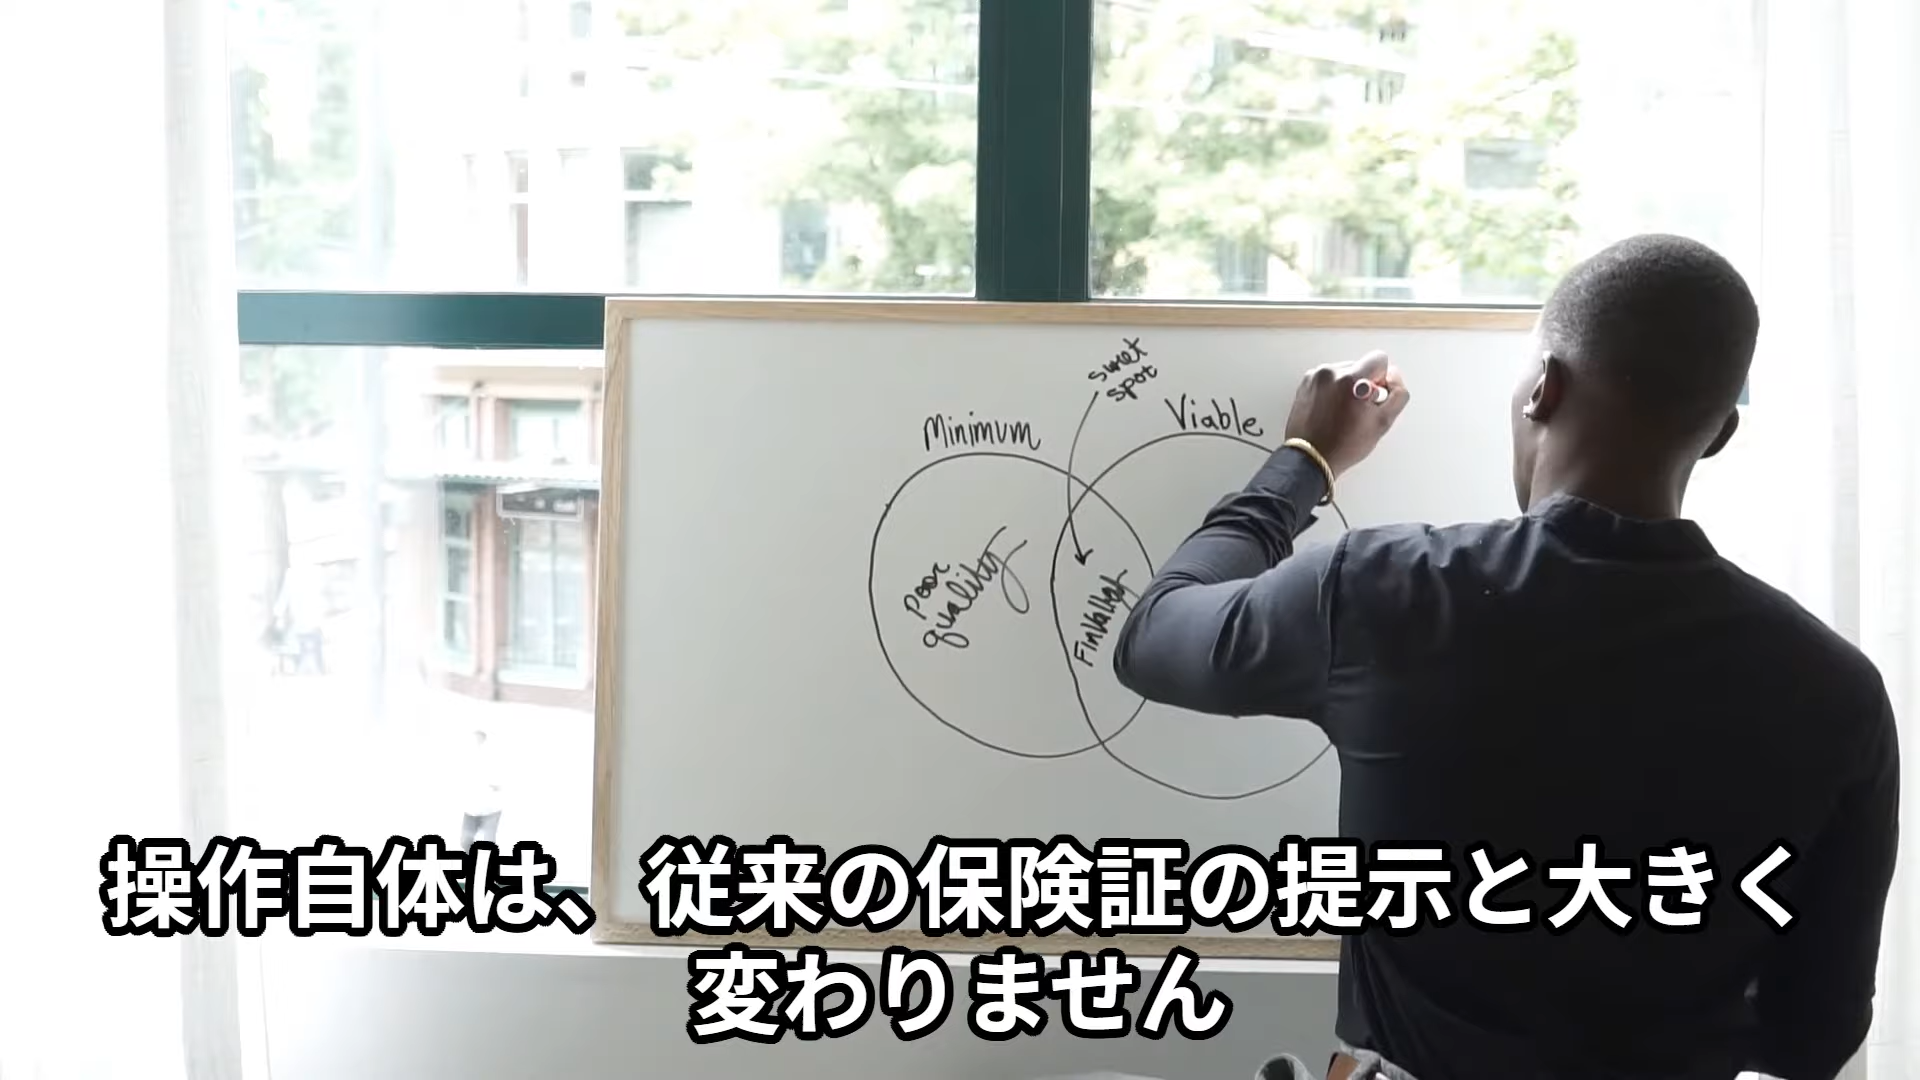 sweet
spot
Minimum
Viable
poor
quality
操作自体は、従来の保険証の提示と大きく
変わりません